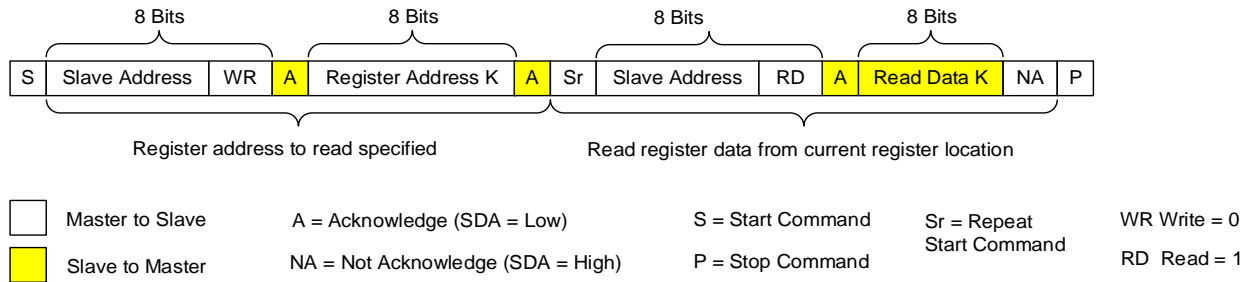 8 Bits 8 Bits 8 Bits 8 Bits
S Slave Address WR A Register Address K A Sr Slave Address RD A Read Data K NA P
Register address to read specified Read register data from current register location
Master to Slave A = Acknowledge (SDA = Low) S = Start Command Sr = Repeat Start Command WR Write = 0
Slave to Master NA = Not Acknowledge (SDA = High) P = Stop Command RD Read = 1